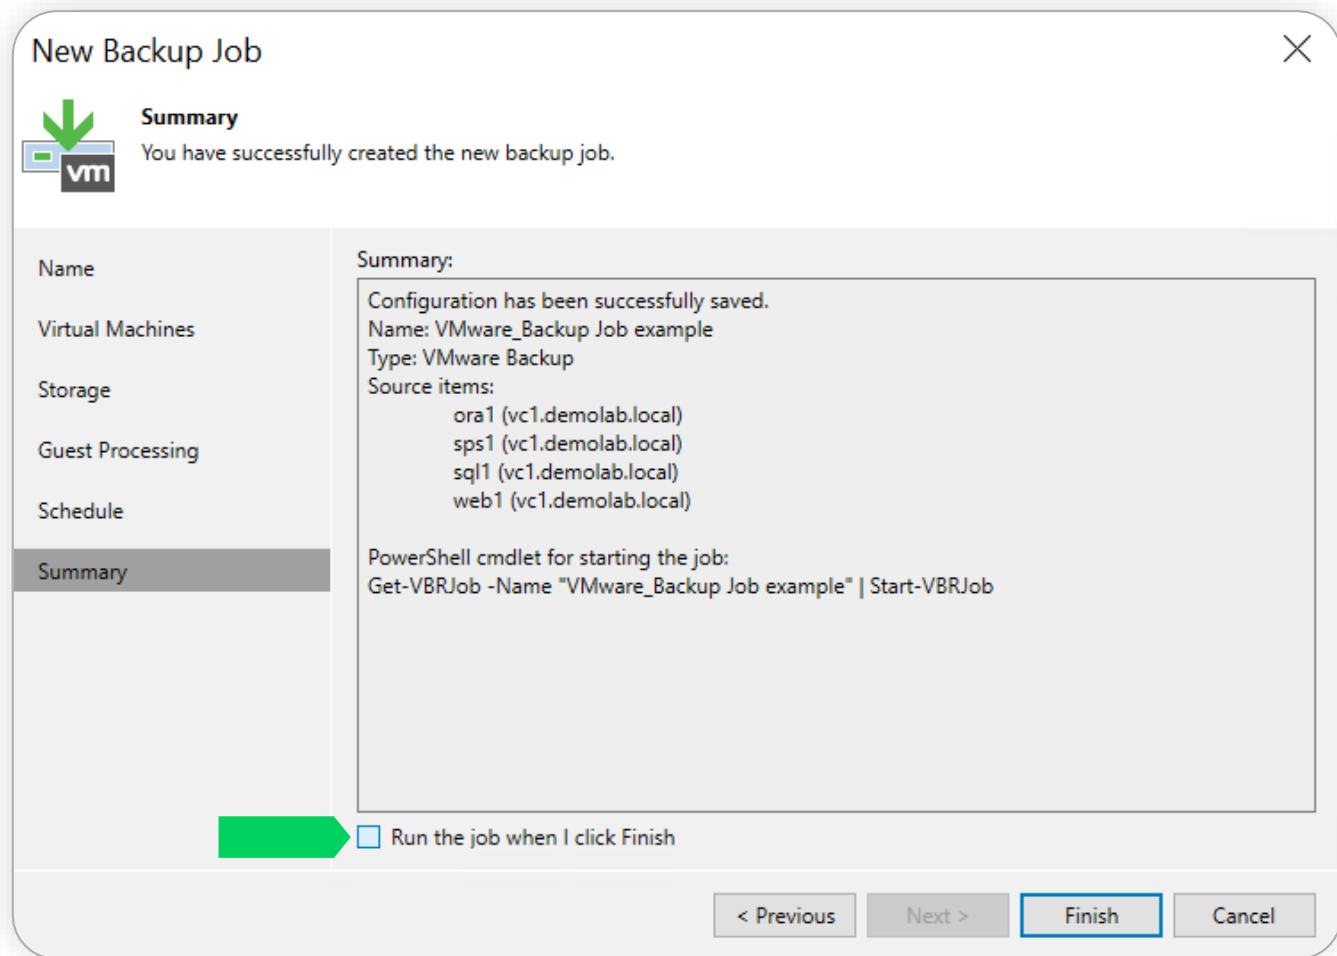 New Backup Job
Summary
You have successfully created the new backup job.
vm
Name
Virtual Machines
Storage
Guest Processing
Schedule
Summary
Summary:
Configuration has been successfully saved.
Name: VMware_Backup Job example
Type: VMware Backup
Source items:
ora1 (vc1.demolab.local)
sps1 (vc1.demolab.local)
sql1 (vc1.demolab.local)
web1 (vc1.demolab.local)
PowerShell cmdlet for starting the job:
Get-VBRJob -Name "VMware_Backup Job example" | Start-VBRJob
Run the job when I click Finish
< Previous
Next >
Finish
Cancel